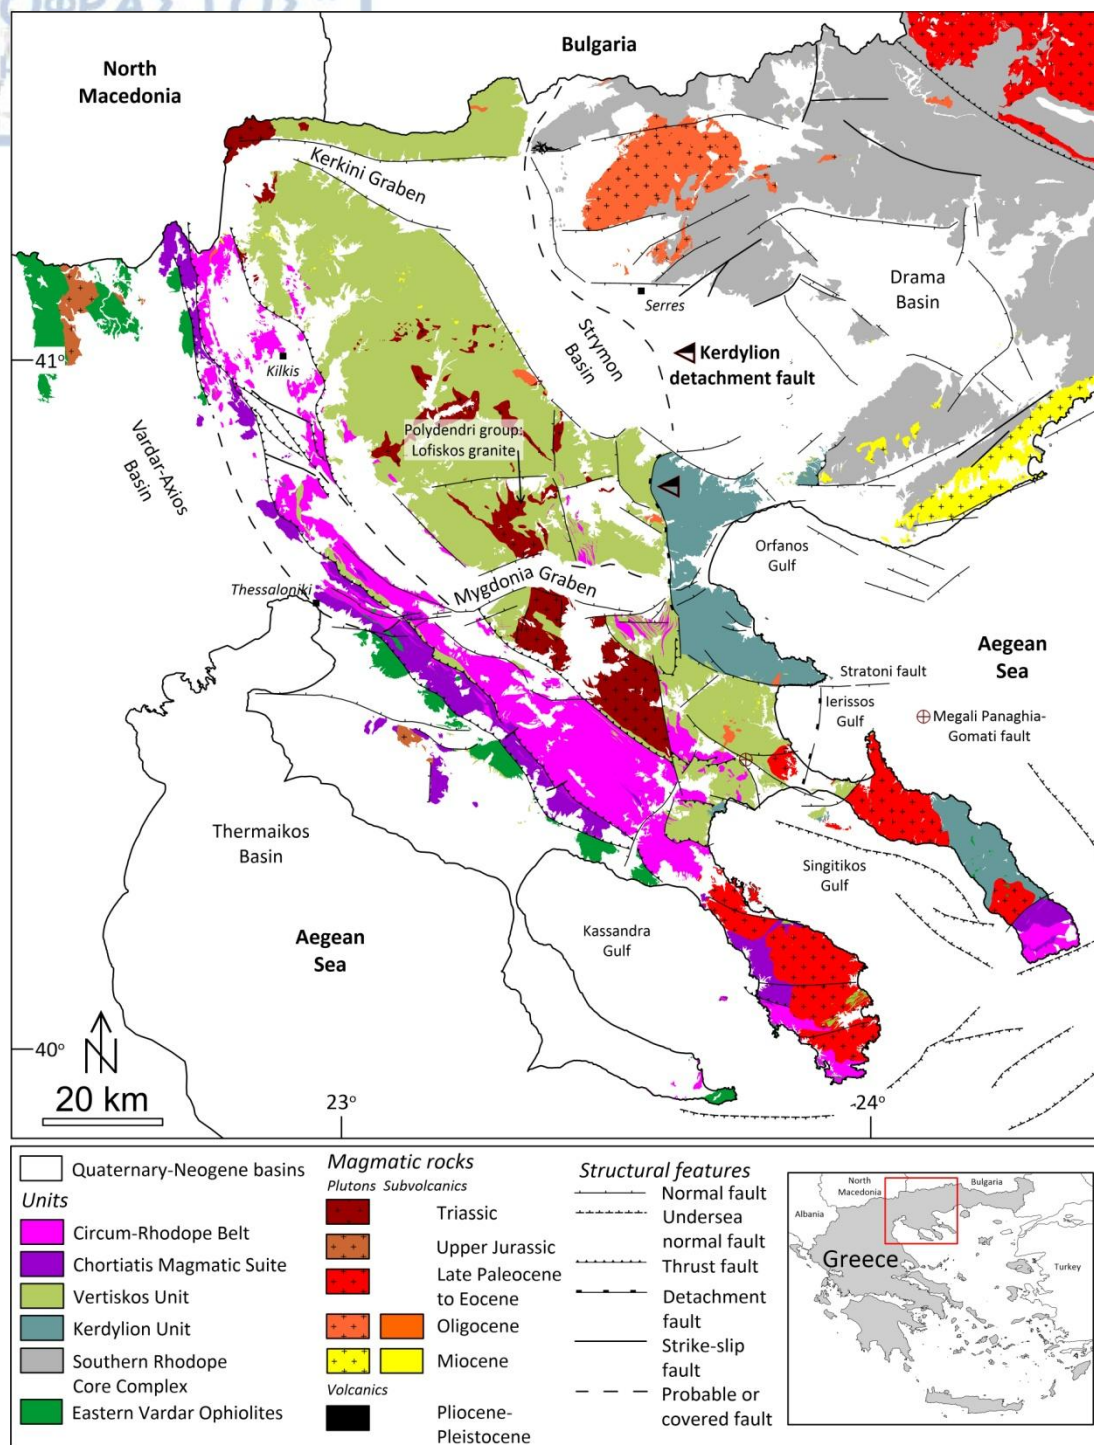 ΦΡΑΣΤΟΣ"
North
Macedonia
Bulgaria
Kerkini Graben
Drama
Basin
Serres
Strymon
Basin
41°
Kilkis
Kerdylion
detachment fault
Polydendri group:
Lofiskos granite
Vardar-Axios
Basin
Orfanos
Gulf
Mygdonia Graben
Thessaloniki
Aegean
Sea
Stratoni fault
Ierissos
Gulf
Megali Panaghia-
Gomati fault
Thermaikos
Basin
Singitikos
Gulf
Kassandra
Gulf
Aegean
Sea
N
40°
20 km
23°
24°
Quaternary-Neogene basins
Units
Circum-Rhodope Belt
Chortiatis Magmatic Suite
Vertiskos Unit
Kerdylion Unit
Southern Rhodope
Core Complex
Eastern Vardar Ophiolites
Magmatic rocks
Plutons Subvolcanics
Triassic
Upper Jurassic
Late Paleocene
to Eocene
Oligocene
Miocene
Volcanics
Pliocene-
Pleistocene
Structural features
Normal fault
Undersea
normal fault
Thrust fault
Detachment
fault
Strike-slip
fault
Probable or
covered fault
North
Macedonia
Bulgaria
Albania
Greece
Turkey